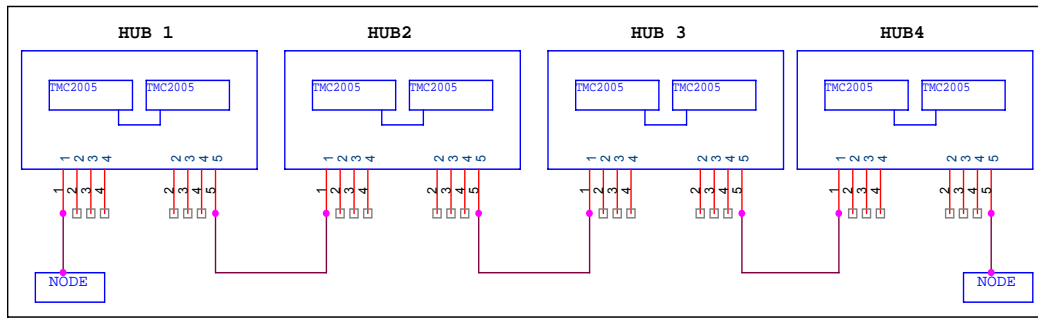 HUB 1 HUB2 HUB 3 HUB4
TMC2005 TMC2005 TMC2005 TMC2005 TMC2005 TMC2005 TMC2005 TMC2005
1 2 3 4 2 3 4 5 1 2 3 4 2 3 4 5 1 2 3 4 2 3 4 5 1 2 3 4 2 3 4 5
1 2 3 4 2 3 4 5 1 2 3 4 2 3 4 5 1 2 3 4 2 3 4 5 1 2 3 4 2 3 4 5
NODE NODE